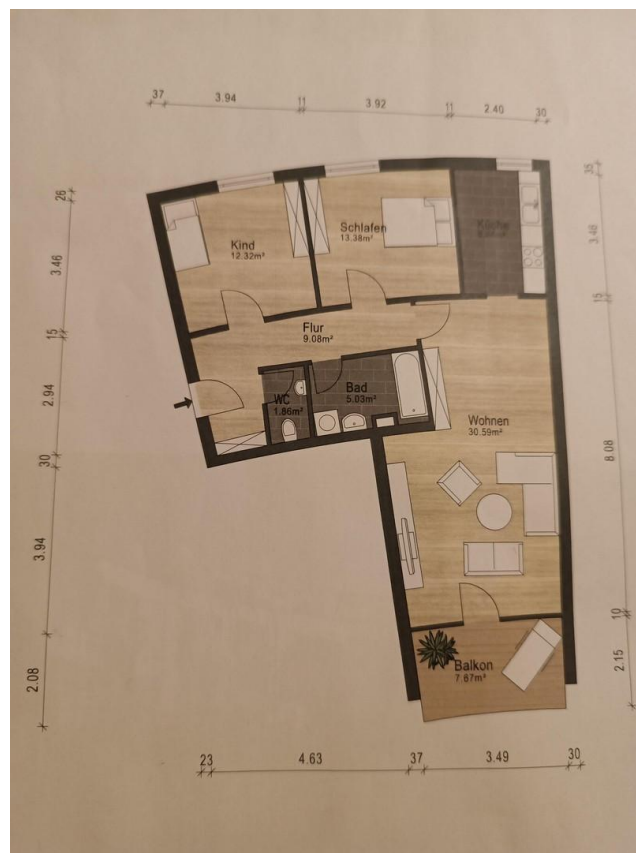 37 3.94 11 3.92 11 2.40 30
26
3.46
15
2.94
30
3.94
2.08
35
3.46
15
8.08
10
2.15
Kind
12.32m²
Schlafen
13.38m²
Küche
Flur
9.08m²
WC
1.86m²
Bad
5.03m²
Wohnen
30.59m²
Balkon
7.67m²
23 4.63 37 3.49 30